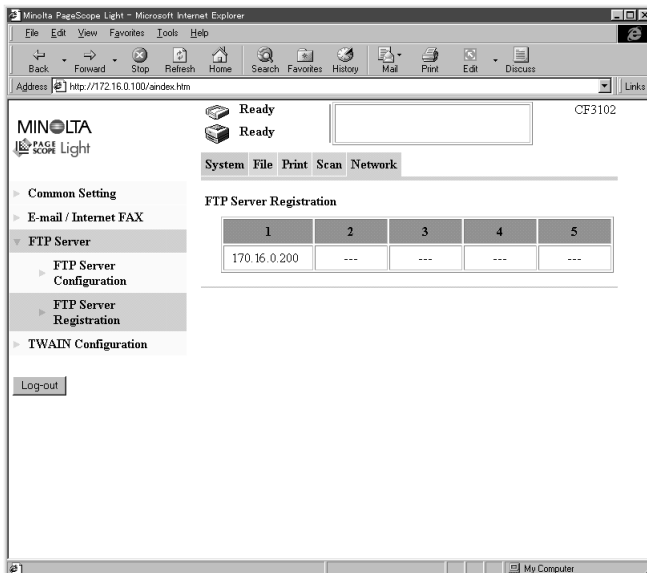 Minolta PageScope Light - Microsoft Internet Explorer
File Edit View Favorites Tools Help
Back Forward Stop Refresh Home Search Favorites History Mail Print Edit Discuss
Address http://172.16.0.100/aindex.htm Links
MINOLTA
PAGE SCOPE Light
Ready
Ready
CF3102
System File Print Scan Network
Common Setting
E-mail / Internet FAX
FTP Server
FTP Server
Configuration
FTP Server
Registration
TWAIN Configuration
Log-out
FTP Server Registration
1 2 3 4 5
170.16.0.200 --- --- --- ---
My Computer